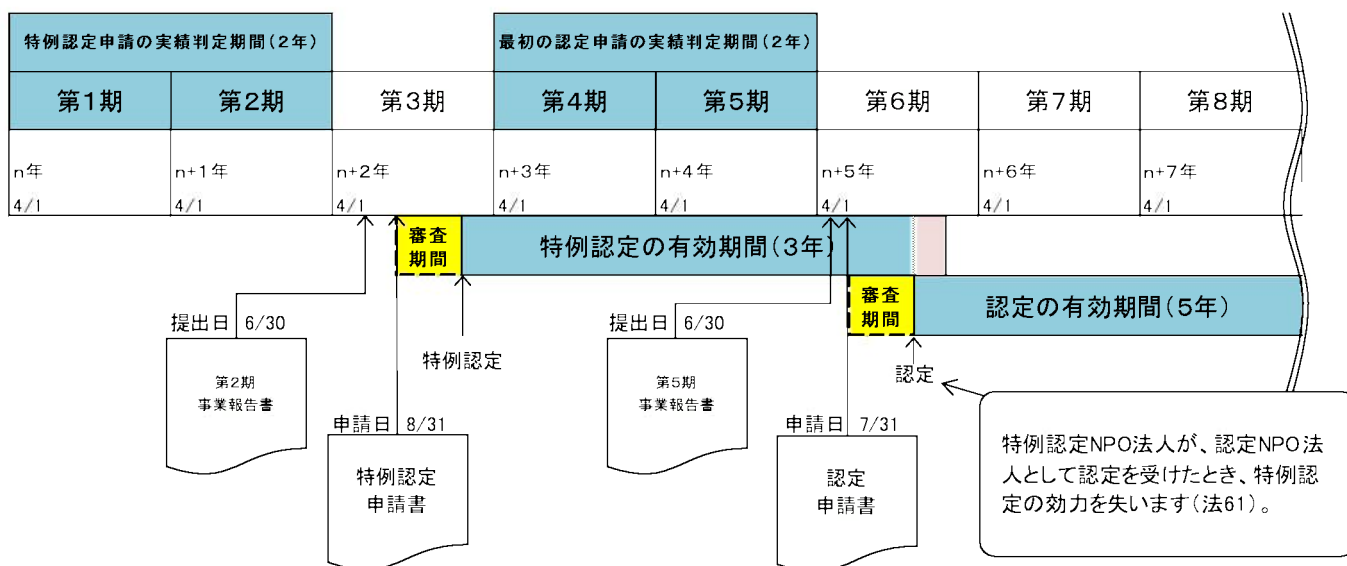 特例認定申請の実績判定期間(2年)
最初の認定申請の実績判定期間(2年)
第1期
第2期
第3期
第4期
第5期
第6期
第7期
第8期
n年
n+1年
n+2年
n+3年
n+4年
n+5年
n+6年
n+7年
4/1
4/1
4/1
4/1
4/1
4/1
4/1
4/1
審査
期間
特例認定の有効期間(3年)
審査
期間
認定の有効期間(5年)
提出日 6/30
特例認定
提出日 6/30
認定
第2期
事業報告書
第5期
事業報告書
申請日 8/31
申請日 7/31
特例認定
申請書
認定
申請書
特例認定NPO法人が、認定NPO法
人として認定を受けたとき、特例認
定の効力を失います(法61)。